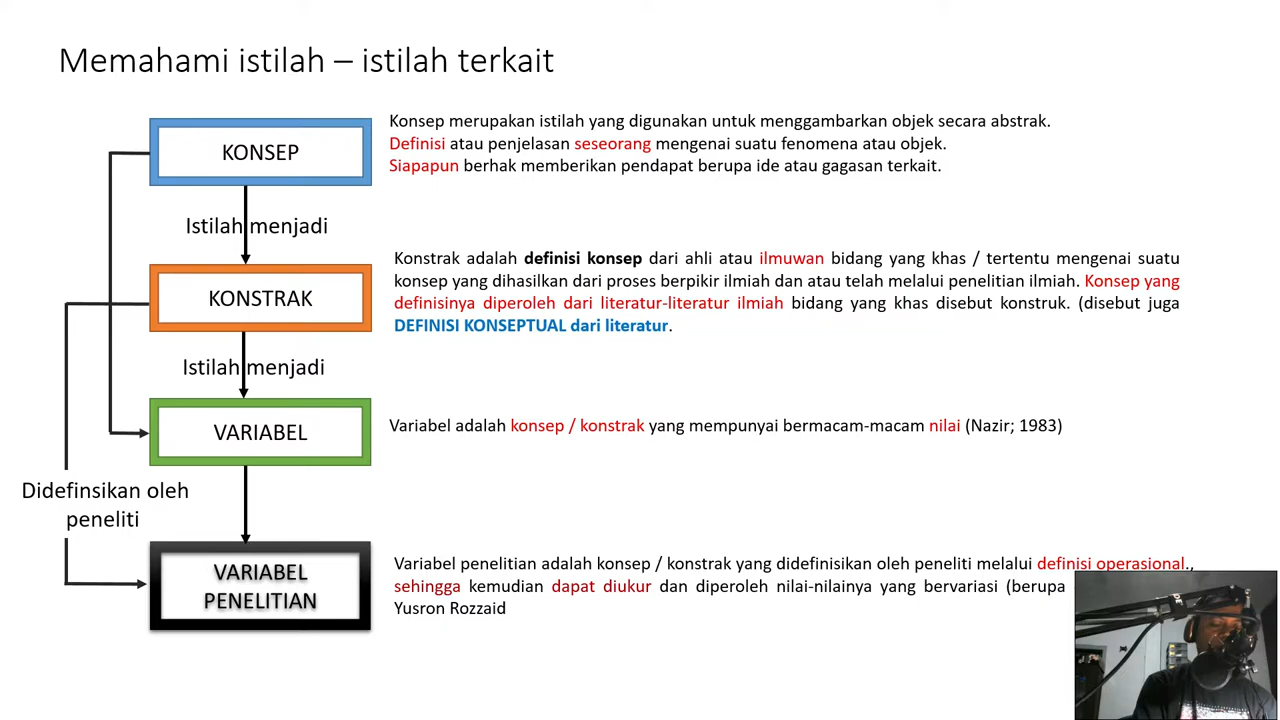 Memahami istilah – istilah terkait
KONSEP
Konsep merupakan istilah yang digunakan untuk menggambarkan objek secara abstrak.
Definisi atau penjelasan seseorang mengenai suatu fenomena atau objek.
Siapapun berhak memberikan pendapat berupa ide atau gagasan terkait.
Istilah menjadi
KONSTRAK
Konstrak adalah definisi konsep dari ahli atau ilmuwan bidang yang khas / tertentu mengenai suatu
konsep yang dihasilkan dari proses berpikir ilmiah dan atau telah melalui penelitian ilmiah. Konsep yang
definisinya diperoleh dari literatur-literatur ilmiah bidang yang khas disebut konstruk. (disebut juga
DEFINISI KONSEPTUAL dari literatur.
Istilah menjadi
VARIABEL
Variabel adalah konsep / konstrak yang mempunyai bermacam-macam nilai (Nazir; 1983)
Didefinsikan oleh
peneliti
VARIABEL
PENELITIAN
Variabel penelitian adalah konsep / konstrak yang didefinisikan oleh peneliti melalui definisi operasional.,
sehingga kemudian dapat diukur dan diperoleh nilai-nilainya yang bervariasi (berupa
Yusron Rozzaid